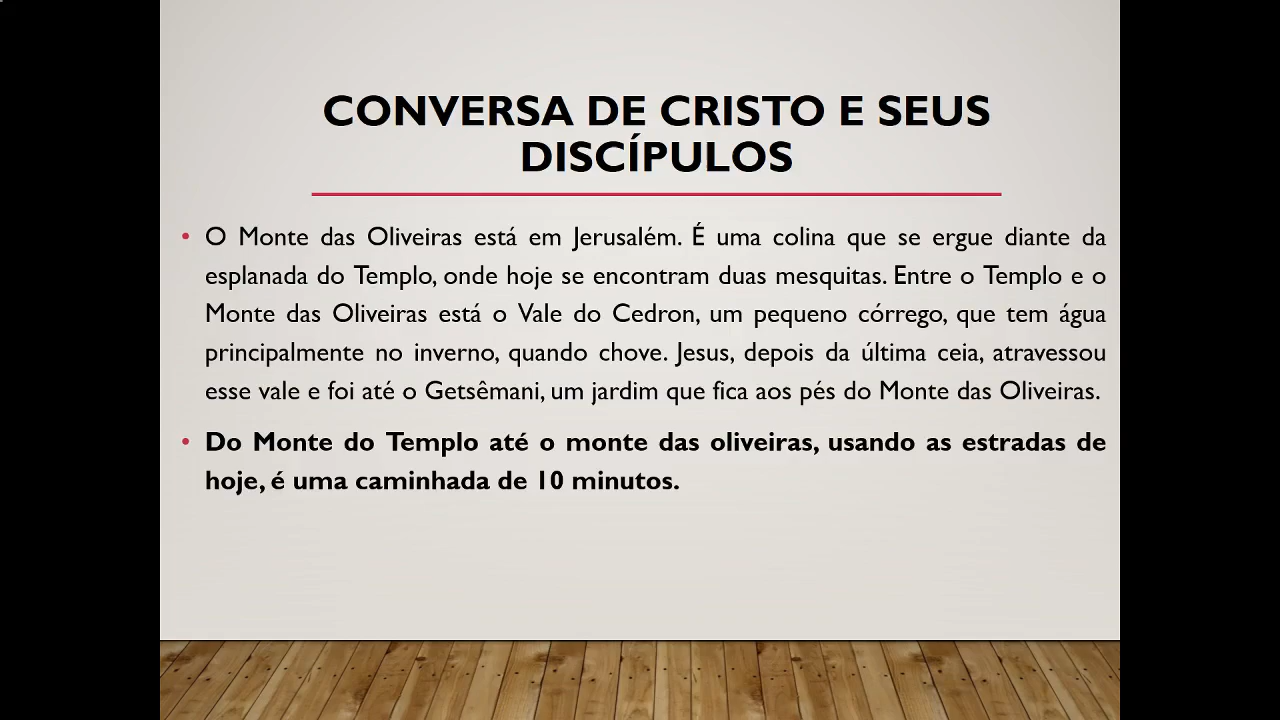 CONVERSA DE CRISTO E SEUS
DISCÍPULOS
• O Monte das Oliveiras está em Jerusalém. É uma colina que se ergue diante da
esplanada do Templo, onde hoje se encontram duas mesquitas. Entre o Templo e o
Monte das Oliveiras está o Vale do Cedron, um pequeno córrego, que tem água
principalmente no inverno, quando chove. Jesus, depois da última ceia, atravessou
esse vale e foi até o Getsêmani, um jardim que fica aos pés do Monte das Oliveiras.
• Do Monte do Templo até o monte das oliveiras, usando as estradas de
hoje, é uma caminhada de 10 minutos.